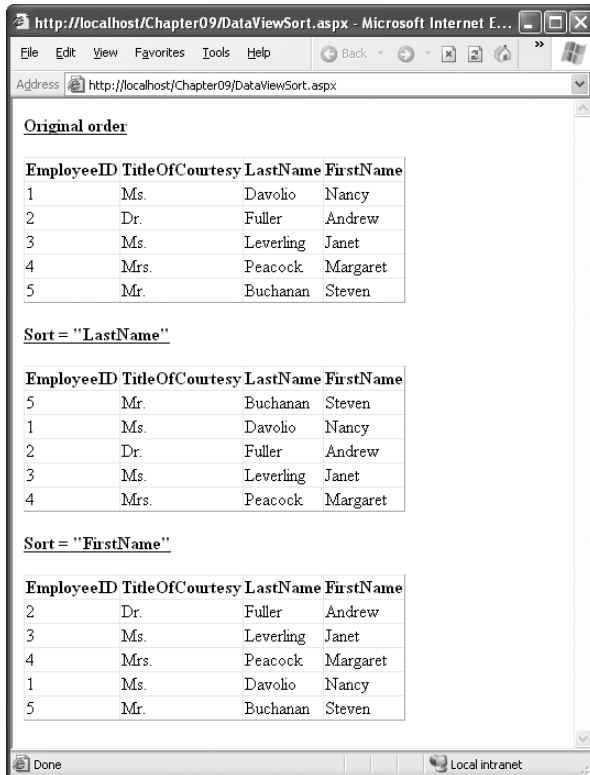 http://localhost/Chapter09/DataViewSort.aspx - Microsoft Internet E...
File Edit View Favorites Tools Help Back »
Address http://localhost/Chapter09/DataViewSort.aspx
Original order
EmployeeID TitleOfCourtesy LastName FirstName
1 Ms. Davolio Nancy
2 Dr. Fuller Andrew
3 Ms. Leverling Janet
4 Mrs. Peacock Margaret
5 Mr. Buchanan Steven
Sort = "LastName"
EmployeeID TitleOfCourtesy LastName FirstName
5 Mr. Buchanan Steven
1 Ms. Davolio Nancy
2 Dr. Fuller Andrew
3 Ms. Leverling Janet
4 Mrs. Peacock Margaret
Sort = "FirstName"
EmployeeID TitleOfCourtesy LastName FirstName
2 Dr. Fuller Andrew
3 Ms. Leverling Janet
4 Mrs. Peacock Margaret
1 Ms. Davolio Nancy
5 Mr. Buchanan Steven
Done Local intranet